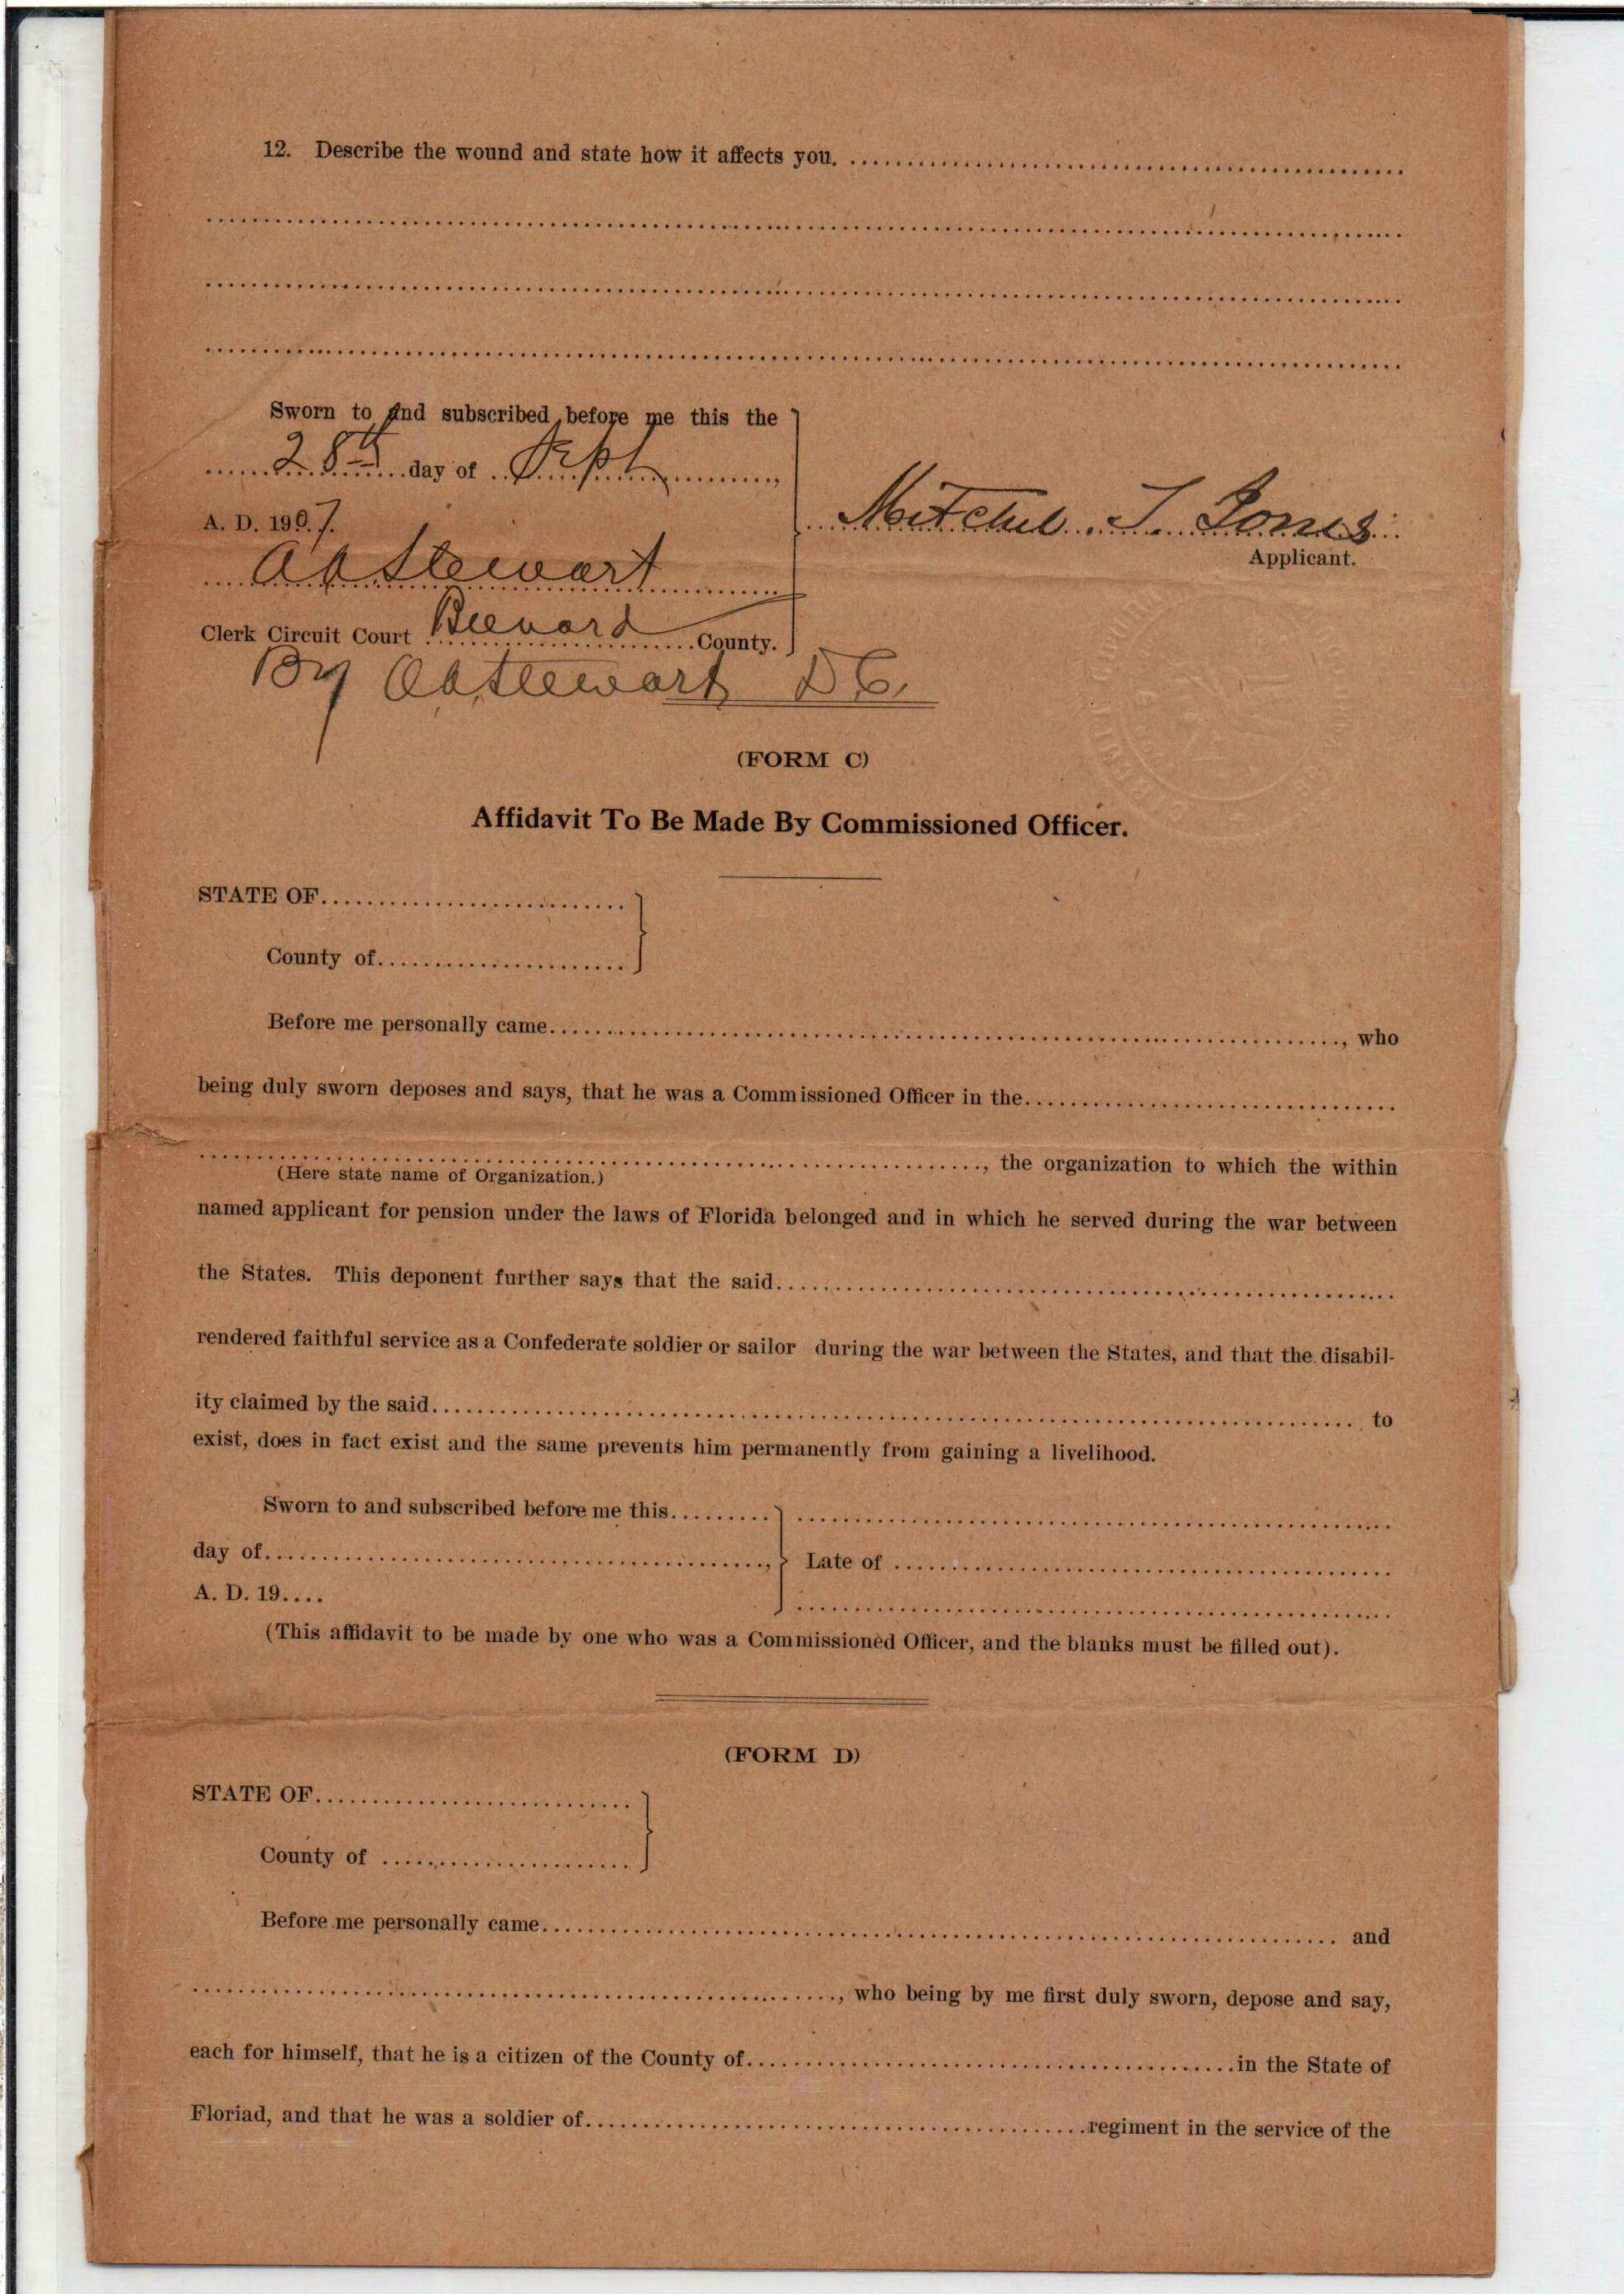 12. Describe the wound and state how it affects you.
Sworn to and subscribed before me this the
28th day of Sept,
A. D. 1907.
Mitchel J. Jones
Applicant.
A A Stewart
Clerk Circuit Court Brevard County.
By A A Stewart D C.
(FORM C)
Affidavit To Be Made By Commissioned Officer.
STATE OF
County of
Before me personally came, who
being duly sworn deposes and says, that he was a Commissioned Officer in the
, the organization to which the within
(Here state name of Organization.)
named applicant for pension under the laws of Florida belonged and in which he served during the war between
the States. This deponent further says that the said
rendered faithful service as a Confederate soldier or sailor during the war between the States, and that the disabil-
ity claimed by the said to
exist, does in fact exist and the same prevents him permanently from gaining a livelihood.
Sworn to and subscribed before me this
day of, Late of
A. D. 19....
(This affidavit to be made by one who was a Commissioned Officer, and the blanks must be filled out).
(FORM D)
STATE OF
County of
Before me personally came and
, who being by me first duly sworn, depose and say,
each for himself, that he is a citizen of the County of in the State of
Floriad, and that he was a soldier of regiment in the service of the